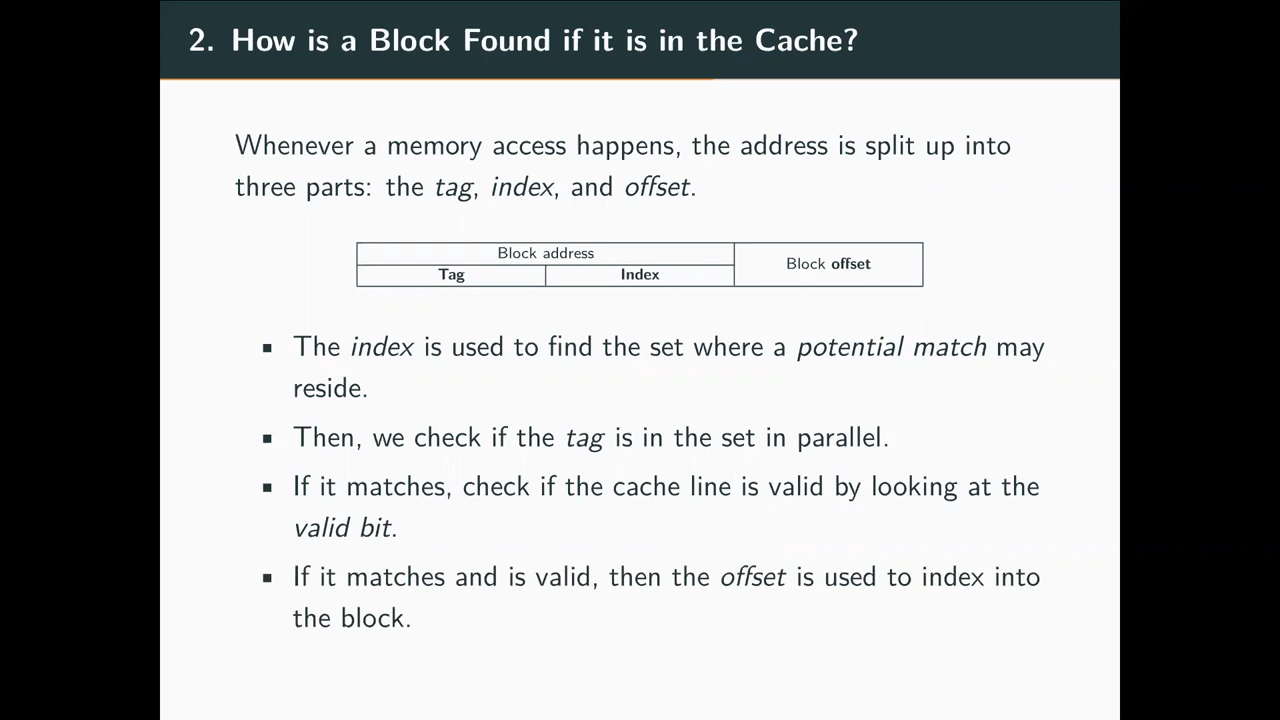 2. How is a Block Found if it is in the Cache?
Whenever a memory access happens, the address is split up into
three parts: the tag, index, and offset.
Block address
Block offset
Tag
Index
▪ The index is used to find the set where a potential match may
reside.
▪ Then, we check if the tag is in the set in parallel.
▪ If it matches, check if the cache line is valid by looking at the
valid bit.
▪ If it matches and is valid, then the offset is used to index into
the block.